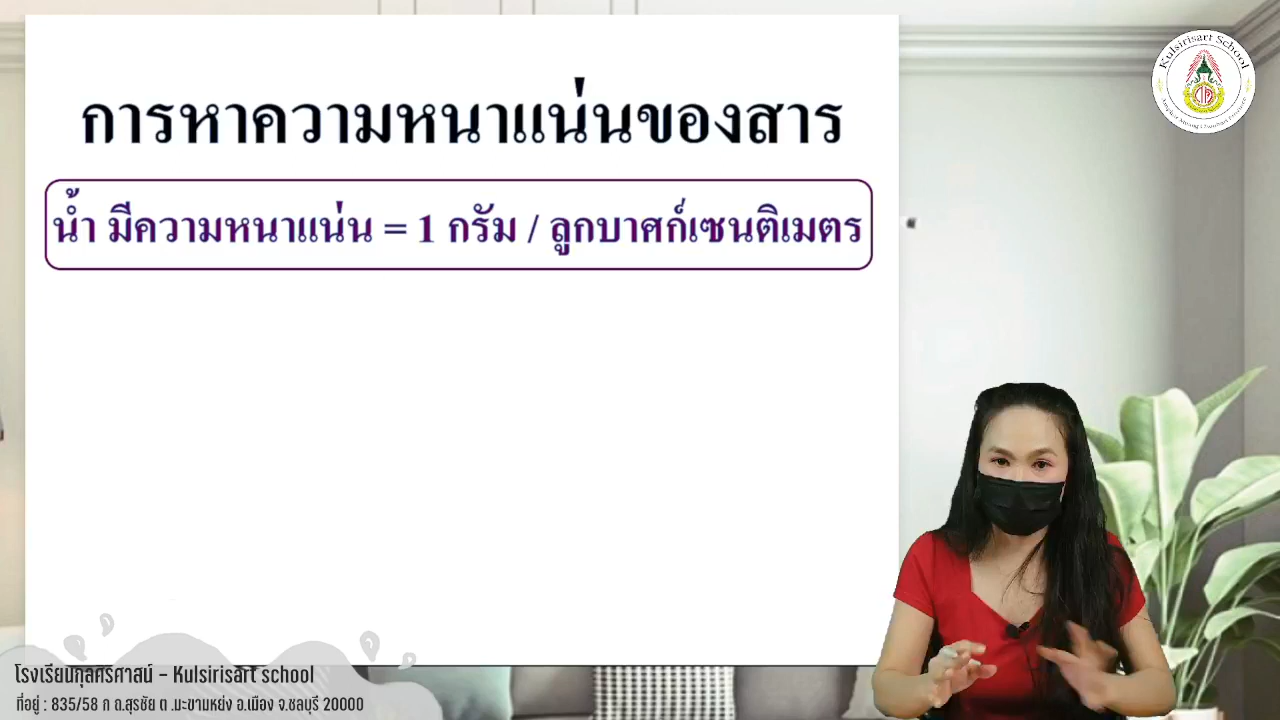 การหาความหนาแน่นของสาร
น้ำ มีความหนาแน่น = 1 กรัม / ลูกบาศก์เซนติเมตร
Kulsirisart School
โรงเรียนกุลศิริศาสน์ - Kulsirisart school
ที่อยู่ : 835/58 ก ถ.สุรชัย ต .มะขามหย่ง อ.เมือง จ.ชลบุรี 20000